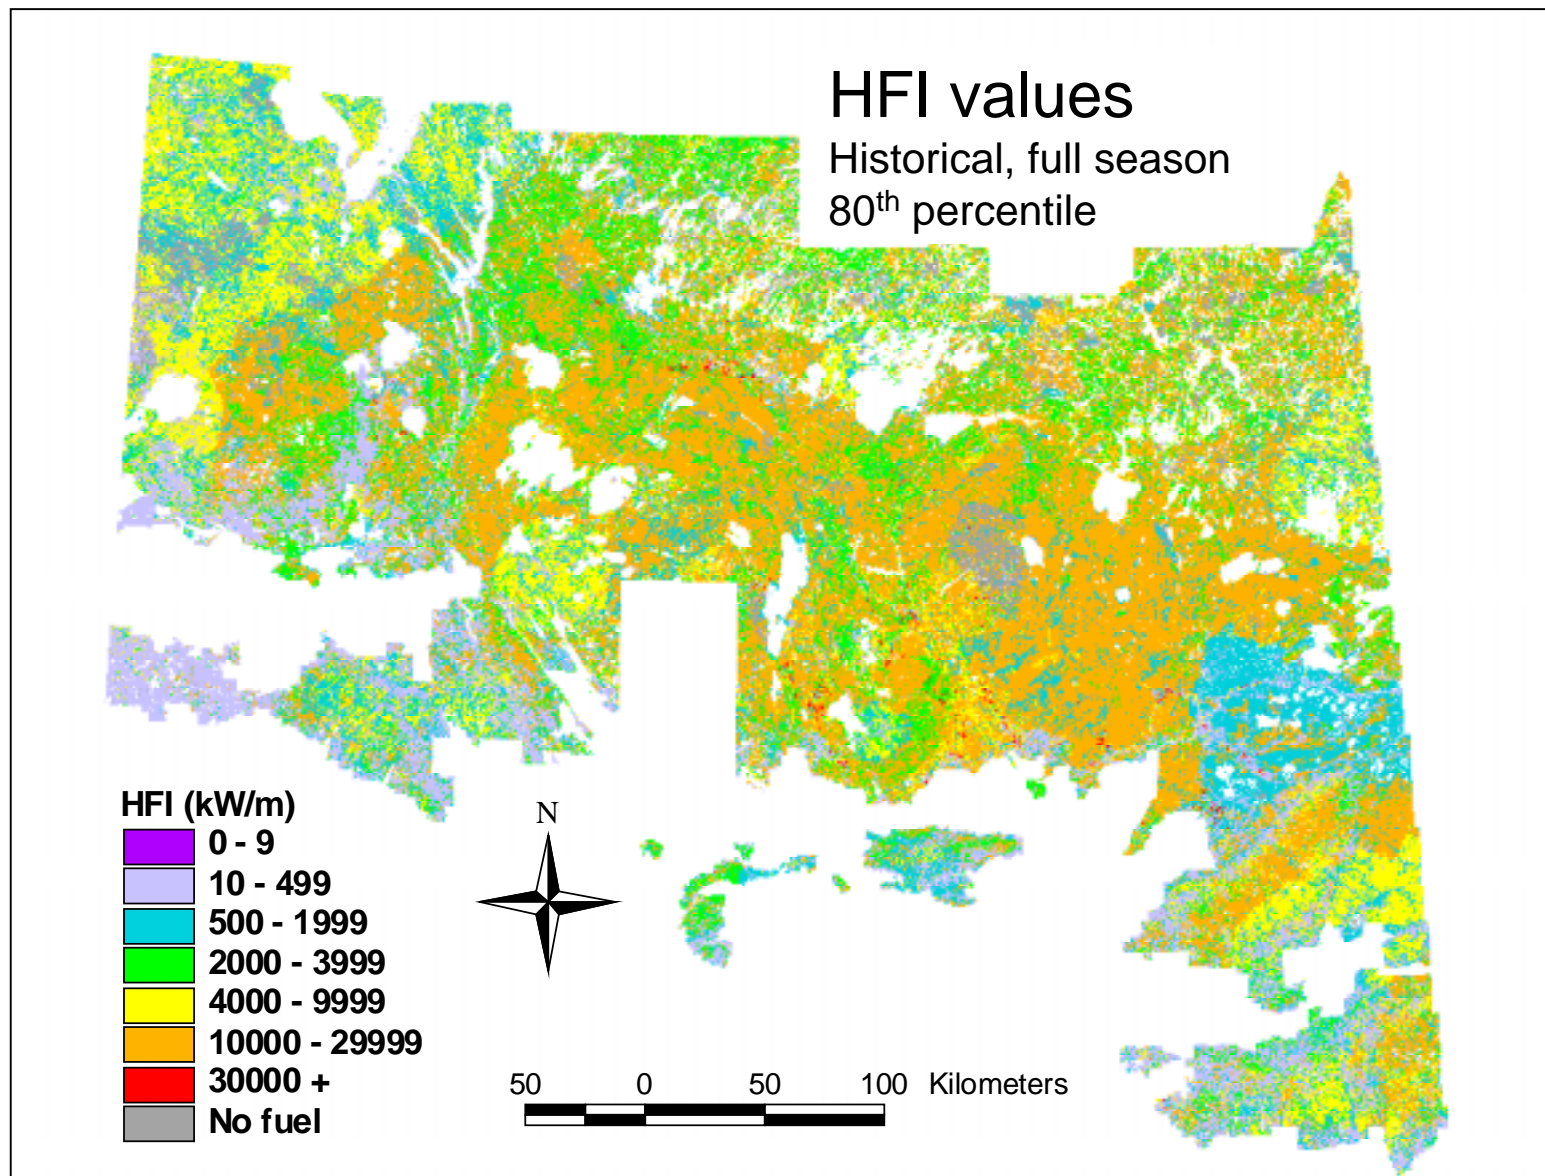 HFI values
Historical, full season
80th percentile
HFI (kW/m)
0 - 9
10 - 499
500 - 1999
2000 - 3999
4000 - 9999
10000 - 29999
30000 +
No fuel
N
50 0 50 100 Kilometers